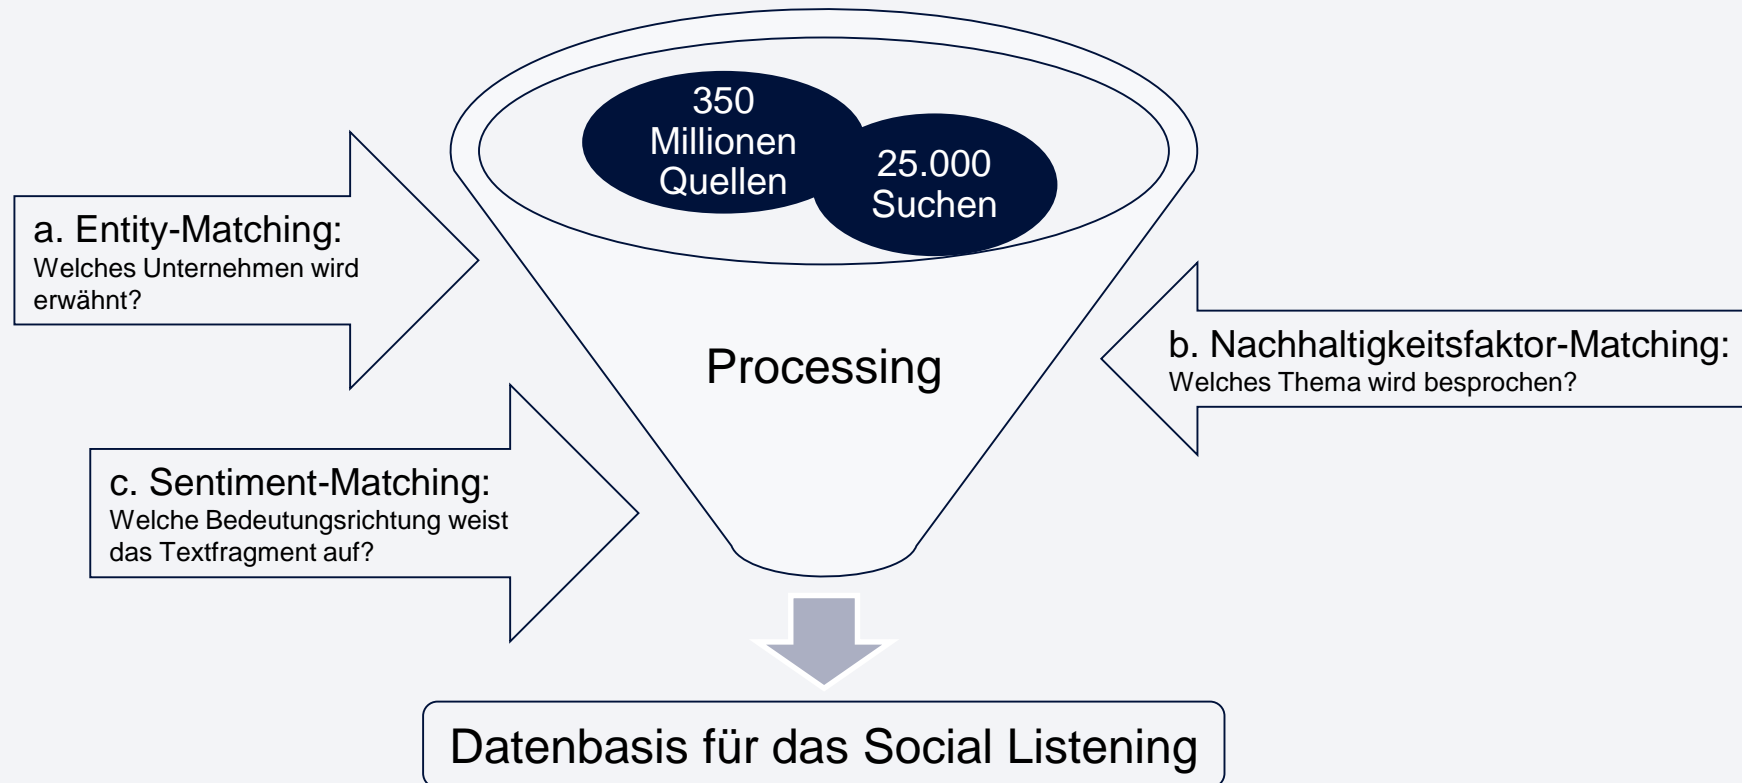 350
Millionen
Quellen
25.000
Suchen
a. Entity-Matching:
Welches Unternehmen wird
erwähnt?
Processing
b. Nachhaltigkeitsfaktor-Matching:
Welches Thema wird besprochen?
c. Sentiment-Matching:
Welche Bedeutungsrichtung weist
das Textfragment auf?
Datenbasis für das Social Listening